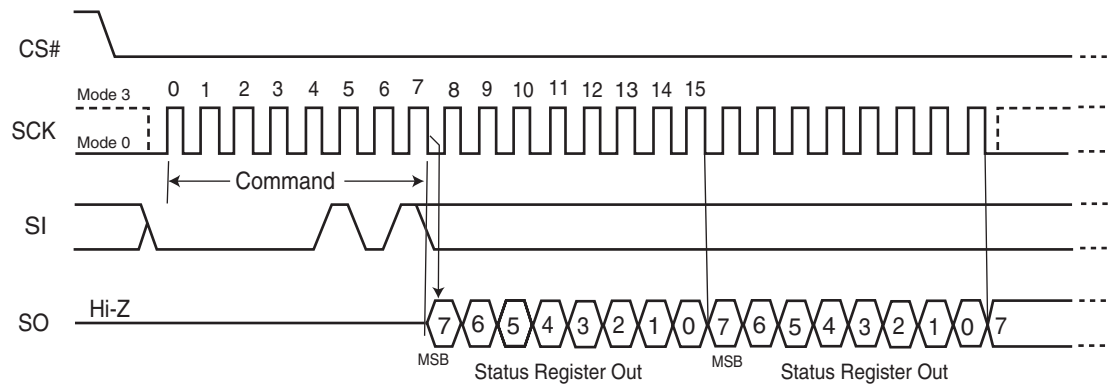 CS#
0 1 2 3 4 5 6 7 8 9 10 11 12 13 14 15
Mode 3
SCK
Mode 0
Command
SI
Hi-Z
SO
7 6 5 4 3 2 1 0 7 6 5 4 3 2 1 0 7
MSB Status Register Out MSB Status Register Out